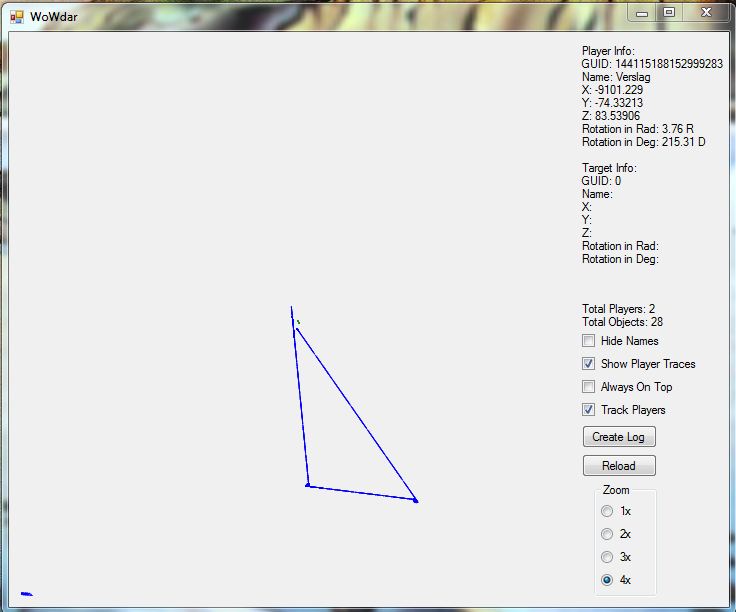 WoWdar
Player Info:
GUID: 144115188152999283
Name: Verslag
X: -9101.229
Y: -74.33213
Z: 83.53906
Rotation in Rad: 3.76 R
Rotation in Deg: 215.31 D
Target Info:
GUID: 0
Name:
X:
Y:
Z:
Rotation in Rad:
Rotation in Deg:
Total Players: 2
Total Objects: 28
Hide Names
Show Player Traces
Always On Top
Track Players
Create Log
Reload
Zoom
1x
2x
3x
4x